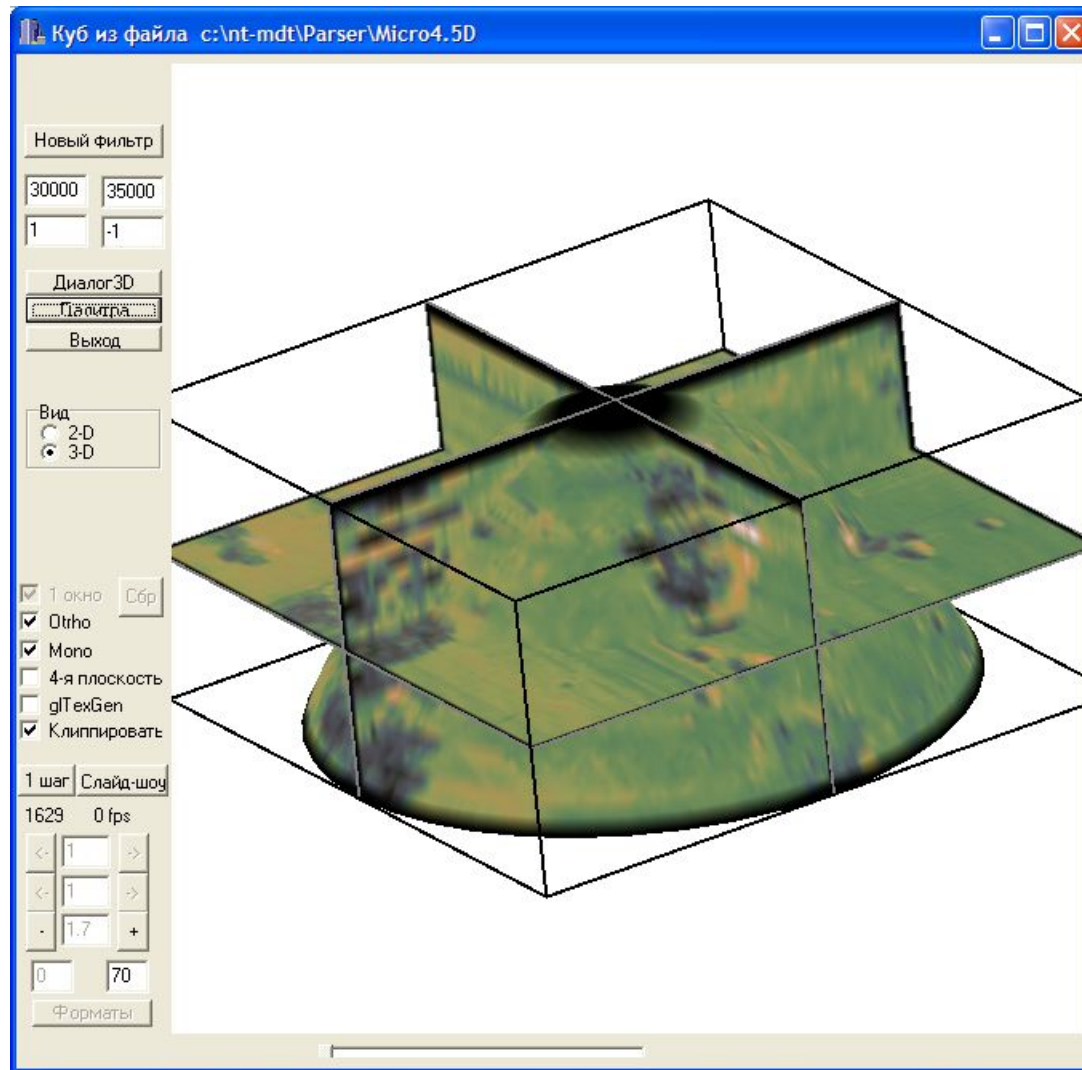 Куб из файла c:\nt-mdt\Parser\Micro4.5D
Новый фильтр
30000 35000
1 -1
Диалог3D
Палитра
Выход
Вид
2-D
3-D
1 окно Сбр
Otrho
Mono
4-я плоскость
glTexGen
Клиппировать
1 шаг Слайд-шоу
1629 0 fps
<- 1 ->
<- 1 ->
- 1.7 +
0 70
Форматы